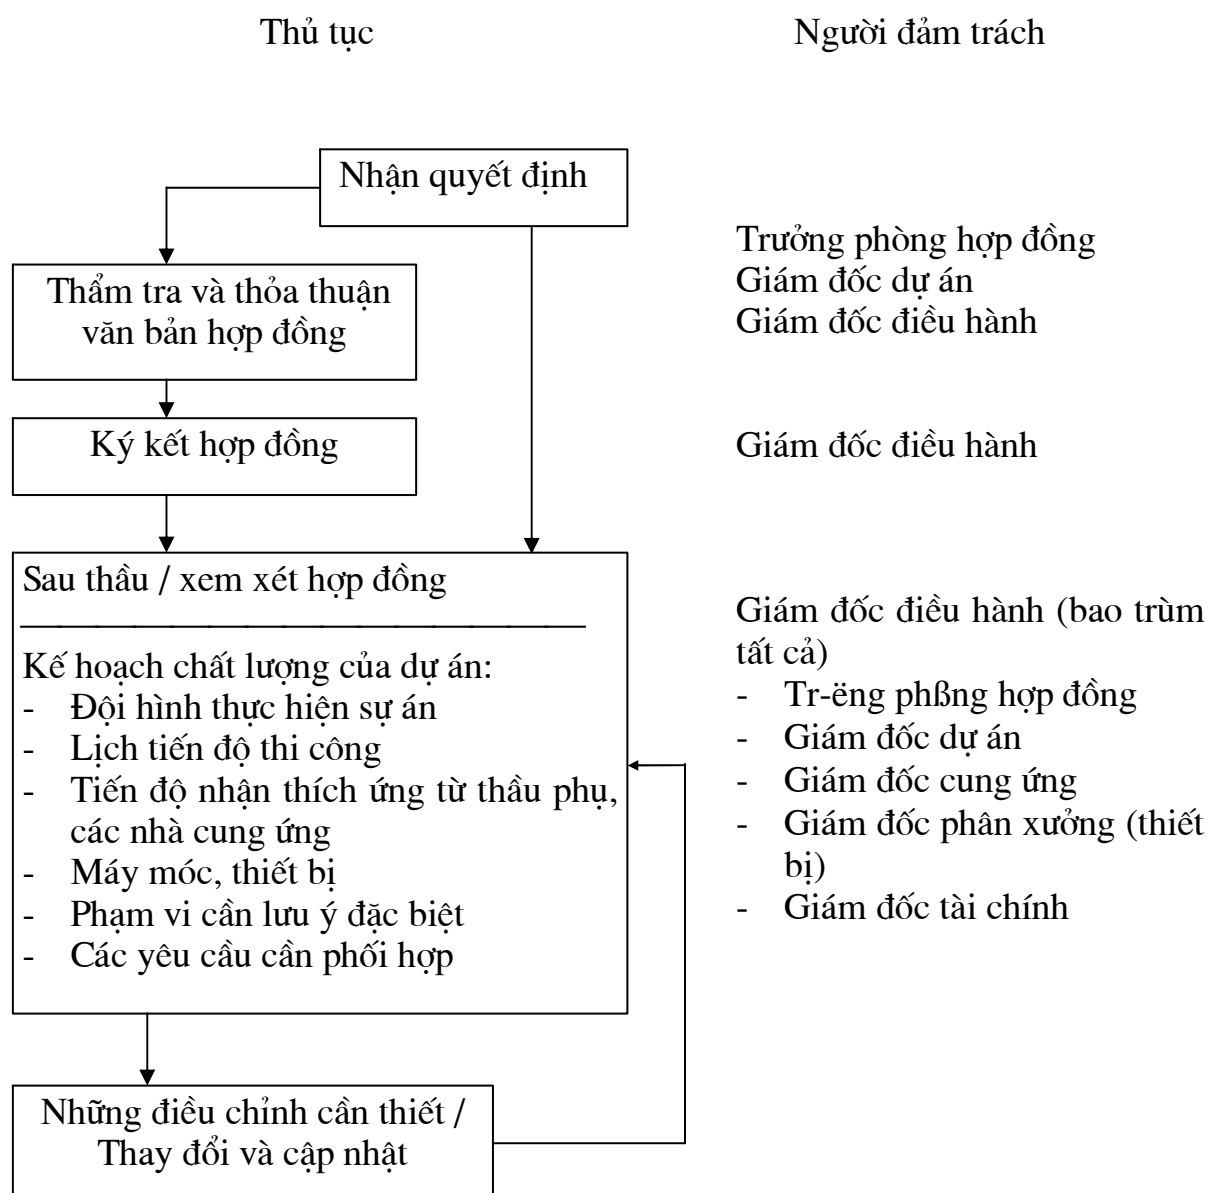 Thủ tục
Người đảm trách
Nhận quyết định
Thẩm tra và thỏa thuận
văn bản hợp đồng
Trưởng phòng hợp đồng
Giám đốc dự án
Giám đốc điều hành
Ký kết hợp đồng
Giám đốc điều hành
Sau thầu / xem xét hợp đồng
Kế hoạch chất lượng của dự án:
- Đội hình thực hiện sự án
- Lịch tiến độ thi công
- Tiến độ nhận thích ứng từ thầu phụ,
các nhà cung ứng
- Máy móc, thiết bị
- Phạm vi cần lưu ý đặc biệt
- Các yêu cầu cần phối hợp
Giám đốc điều hành (bao trùm
tất cả)
- Tr-ëng phßng hợp đồng
- Giám đốc dự án
- Giám đốc cung ứng
- Giám đốc phân xưởng (thiết
bị)
- Giám đốc tài chính
Những điều chỉnh cần thiết /
Thay đổi và cập nhật